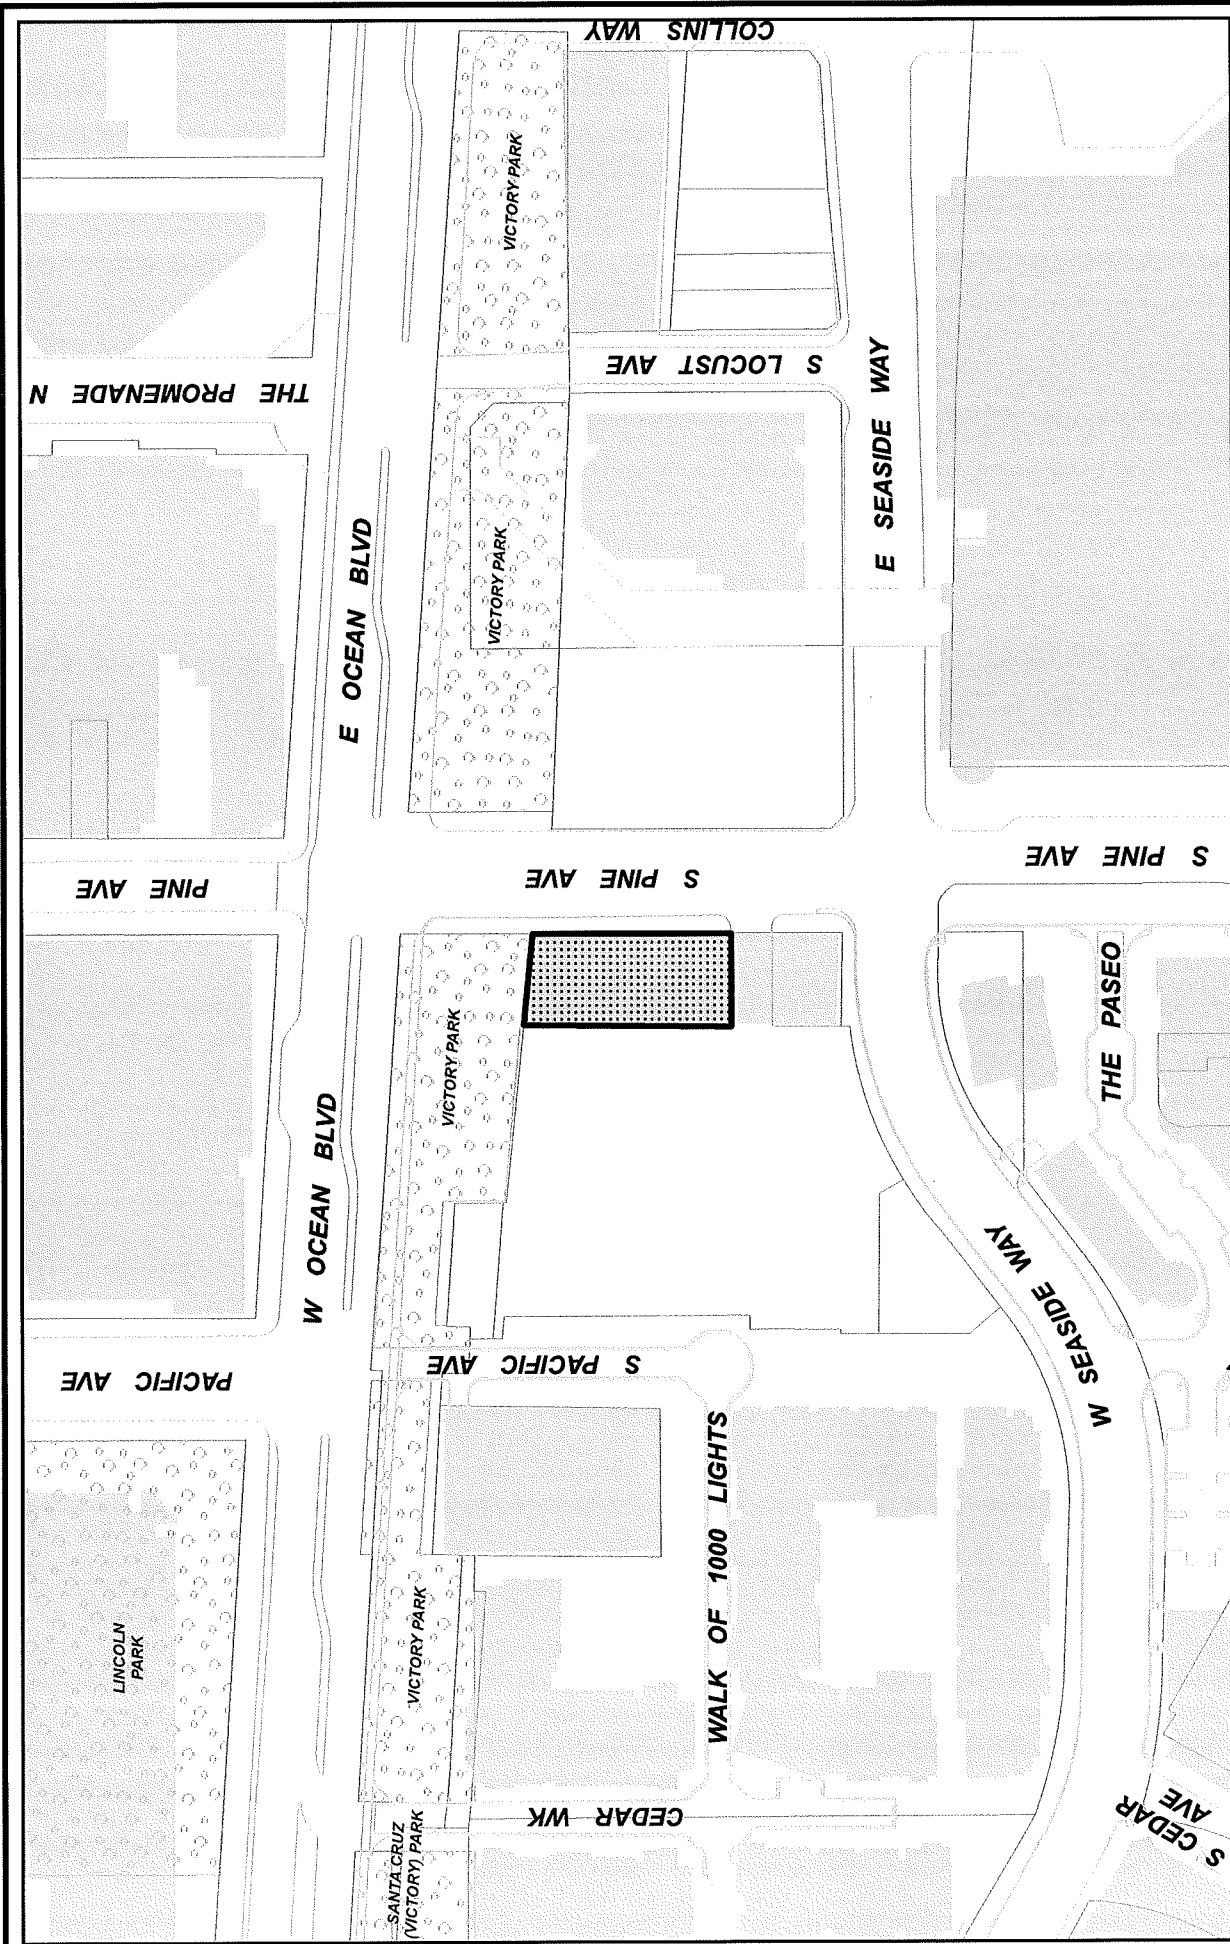 COLLINS WAY
VICTORY PARK
THE PROMENADE N
S LOCUST AVE
E SEASIDE WAY
E OCEAN BLVD
VICTORY PARK
PINE AVE
S PINE AVE
S PINE AVE
THE PASEO
VICTORY PARK
W OCEAN BLVD
W SEASIDE WAY
PACIFIC AVE
S PACIFIC AVE
WALK OF 1000 LIGHTS
LINCOLN
PARK
VICTORY PARK
CEDAR WK
S CEDAR
AVE
SANTA CRUZ
(VICTORY) PARK